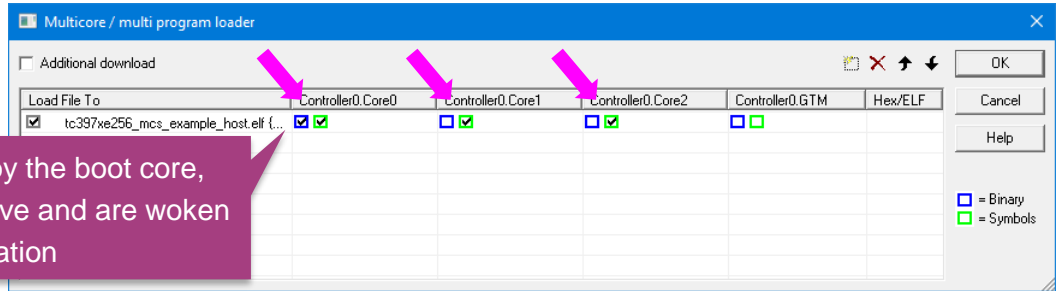 Multicore / multi program loader
Additional download
OK
Load File To Controller0.Core0 Controller0.Core1 Controller0.Core2 Controller0.GTM Hex/ELF
Cancel
tc397xe256_mcs_example_host.elf {...
Help
by the boot core,
ve and are woken
ation
= Binary
= Symbols